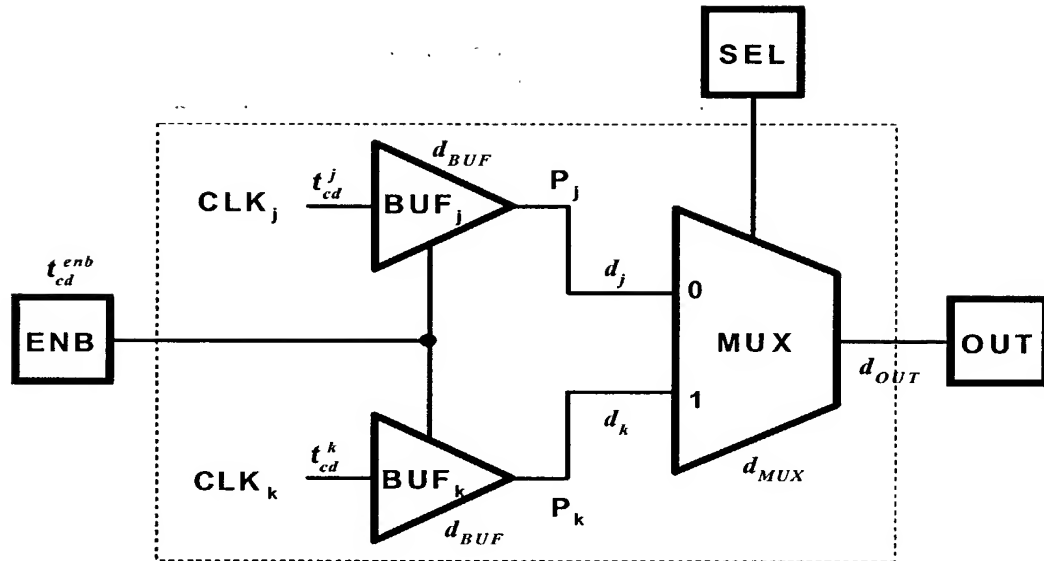 SEL
d_BUF
t_cd^j
P_j
CLK_j
BUF_j
t_cd^enb
d_j
0
ENB
MUX
OUT
d_OUT
1
t_cd^k
d_k
CLK_k
BUF_k
d_MUX
P_k
d_BUF